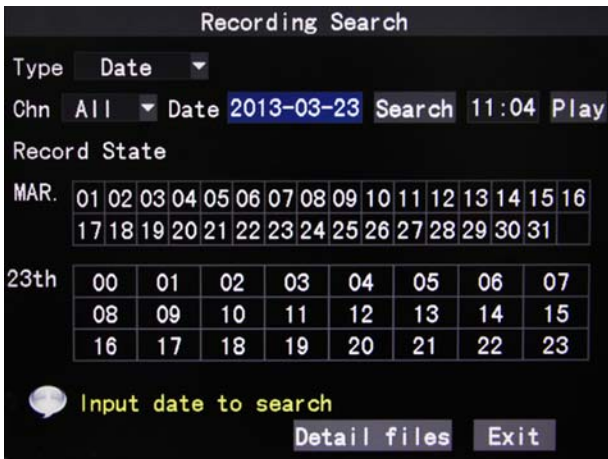 Recording Search
Type Date
Chn All Date 2013-03-23 Search 11:04 Play
Record State
MAR. 01 02 03 04 05 06 07 08 09 10 11 12 13 14 15 16
17 18 19 20 21 22 23 24 25 26 27 28 29 30 31
23th 00 01 02 03 04 05 06 07
08 09 10 11 12 13 14 15
16 17 18 19 20 21 22 23
Input date to search
Detail files Exit